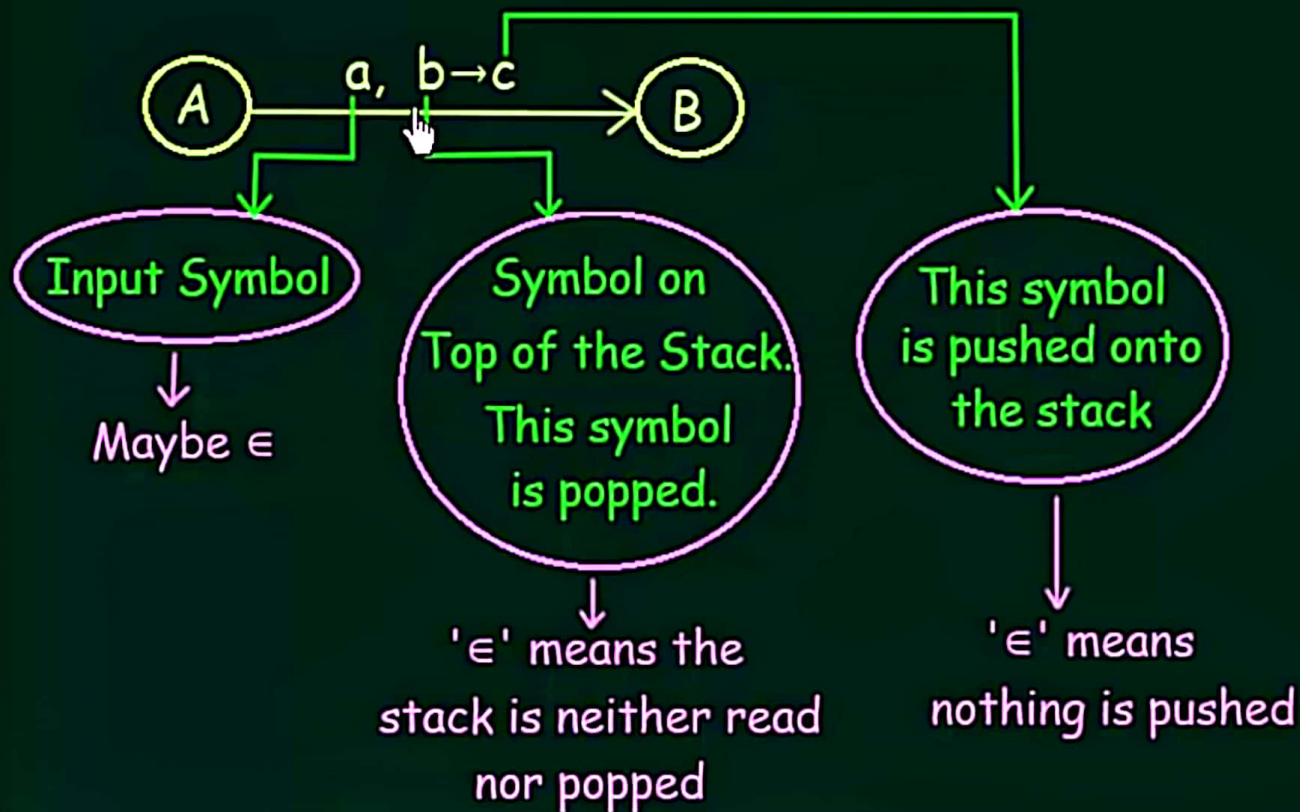 a, b→c
A
B
Input Symbol
Maybe ∈
Symbol on
Top of the Stack.
This symbol
is popped.
'∈' means the
stack is neither read
nor popped
This symbol
is pushed onto
the stack
'∈' means
nothing is pushed